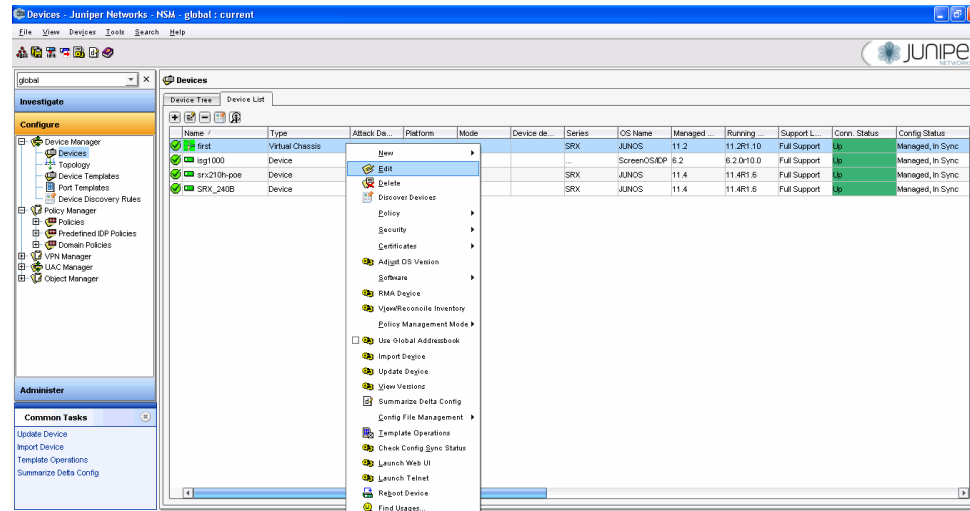 Devices - Juniper Networks - NSM - global : current
File View Devices Tools Search Help
JUNIPE
NETWORK
global
Devices
Investigate
Device Tree Device List
Configure
Name / Type Attack Da... Platform Mode Device de... Series OS Name Managed ... Running ... Support L... Conn. Status Config Status
Device Manager
Devices
Topology
Device Templates
Port Templates
Device Discovery Rules
Policy Manager
Policies
Predefined IDP Policies
Domain Policies
VPN Manager
UAC Manager
Object Manager
first Virtual Chassis SRX JUNOS 11.2 11.2R1.10 Full Support Up Managed, In Sync
isg1000 Device ... ScreenOS/IDP 6.2 6.2.0r10.0 Full Support Up Managed, In Sync
srx210h-poe Device SRX JUNOS 11.4 11.4R1.6 Full Support Up Managed, In Sync
SRX_240B Device SRX JUNOS 11.4 11.4R1.6 Full Support Up Managed, In Sync
New
Edit
Delete
Discover Devices
Policy
Security
Certificates
Adjust OS Version
Software
RMA Device
View/Reconcile Inventory
Policy Management Mode
Use Global Addressbook
Import Device
Update Device
View Versions
Summarize Delta Config
Config File Management
Template Operations
Check Config Sync Status
Launch Web UI
Launch Telnet
Reboot Device
Find Usages...
Administer
Common Tasks
Update Device
Import Device
Template Operations
Summarize Delta Config